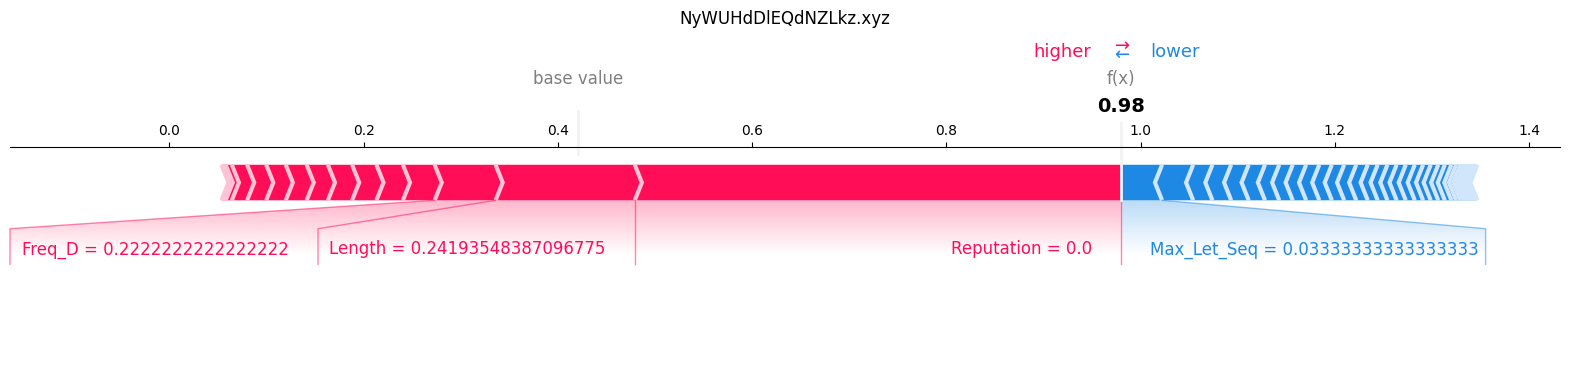 NyWUHdDlEQdNZLkz.xyz
higher ⇄ lower
base value f(x)
0.98
0.0 0.2 0.4 0.6 0.8 1.0 1.2 1.4
Freq_D = 0.2222222222222222 Length = 0.24193548387096775 Reputation = 0.0 Max_Let_Seq = 0.03333333333333333